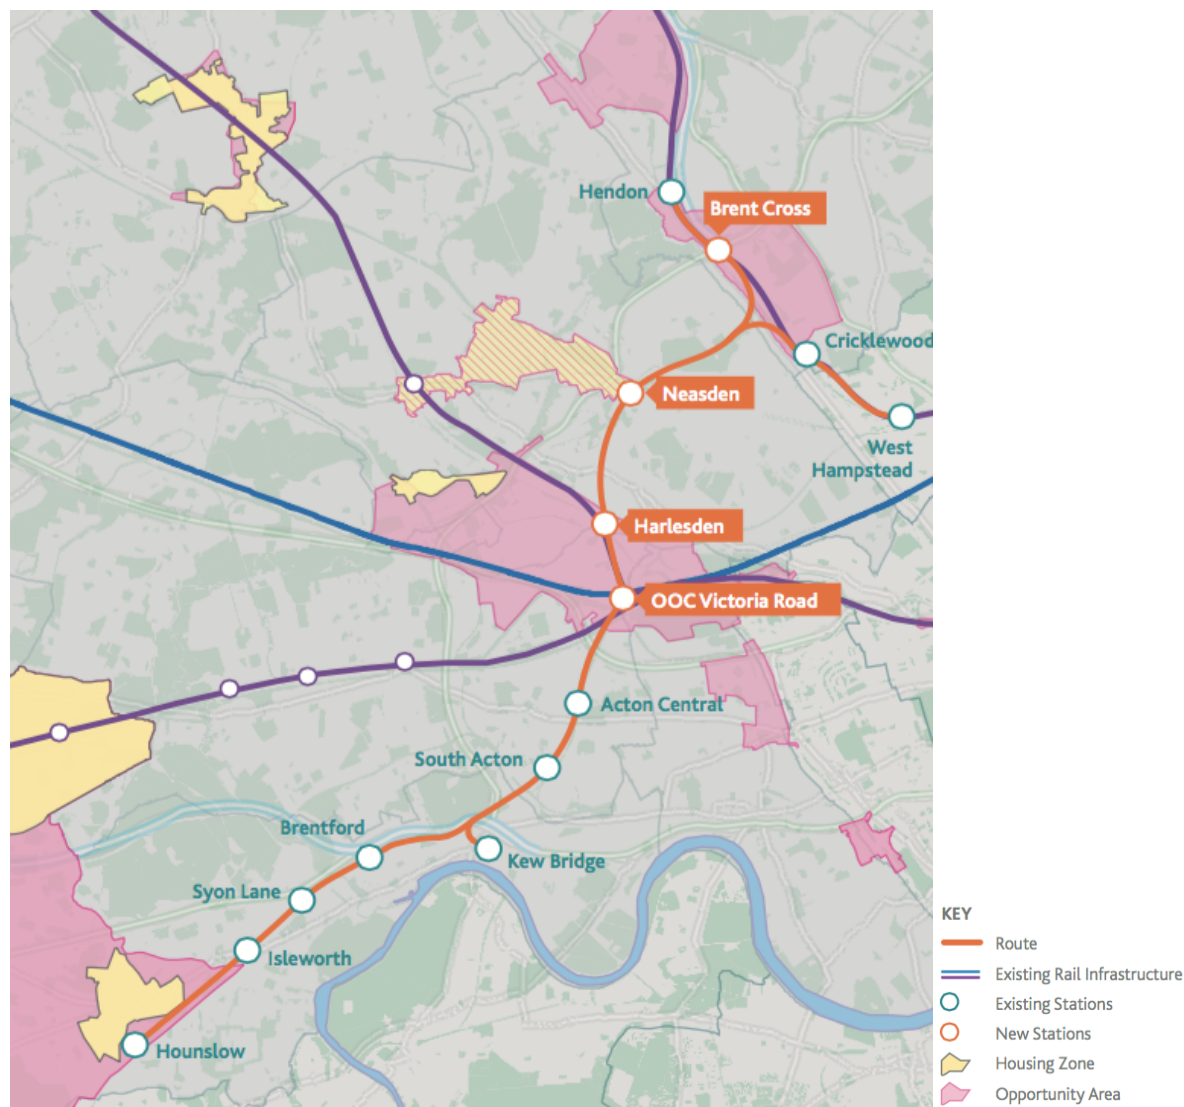 Hendon
Brent Cross
Cricklewood
Neasden
West
Hampstead
Harlesden
OOC Victoria Road
Acton Central
South Acton
Brentford
Kew Bridge
Syon Lane
Isleworth
Hounslow
KEY
Route
Existing Rail Infrastructure
Existing Stations
New Stations
Housing Zone
Opportunity Area